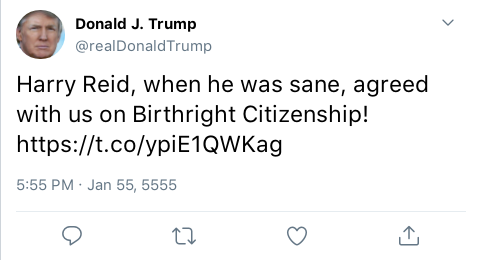 Donald J. Trump
@realDonaldTrump
Harry Reid, when he was sane, agreed
with us on Birthright Citizenship!
https://t.co/ypiE1QWKag
5:55 PM · Jan 55, 5555